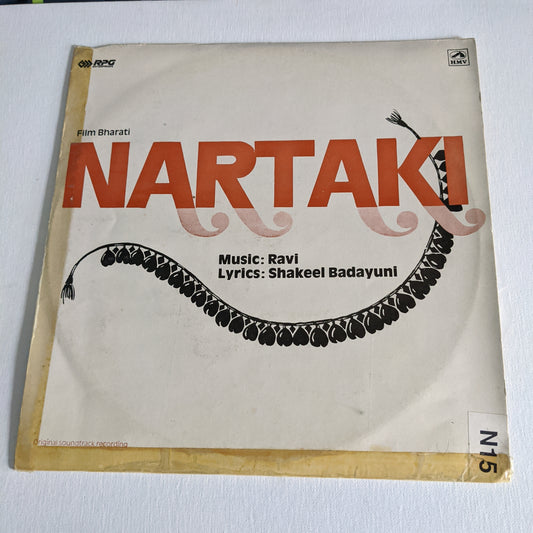 RPG
HMV
Film Bharati
NARTAKI
Music: Ravi
Lyrics: Shakeel Badayuni
Original soundtrack recording
N15